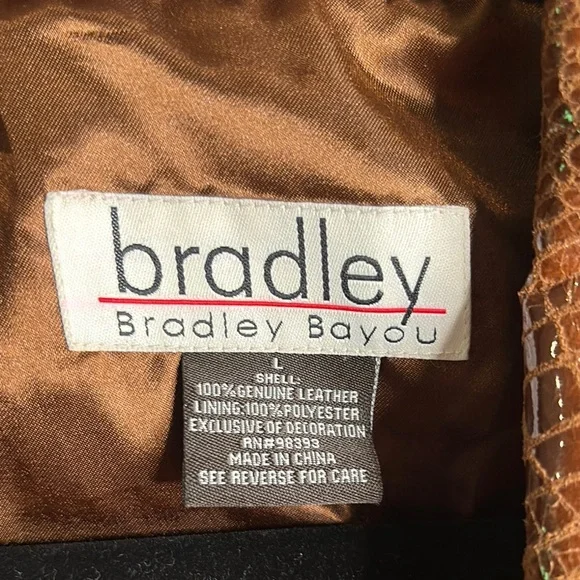 bradley
Bradley Bayou
L
SHELL:
100%GENUINE LEATHER
LINING:100%POLYESTER
EXCLUSIVE OF DECORATION
RN#98393
MADE IN CHINA
SEE REVERSE FOR CARE